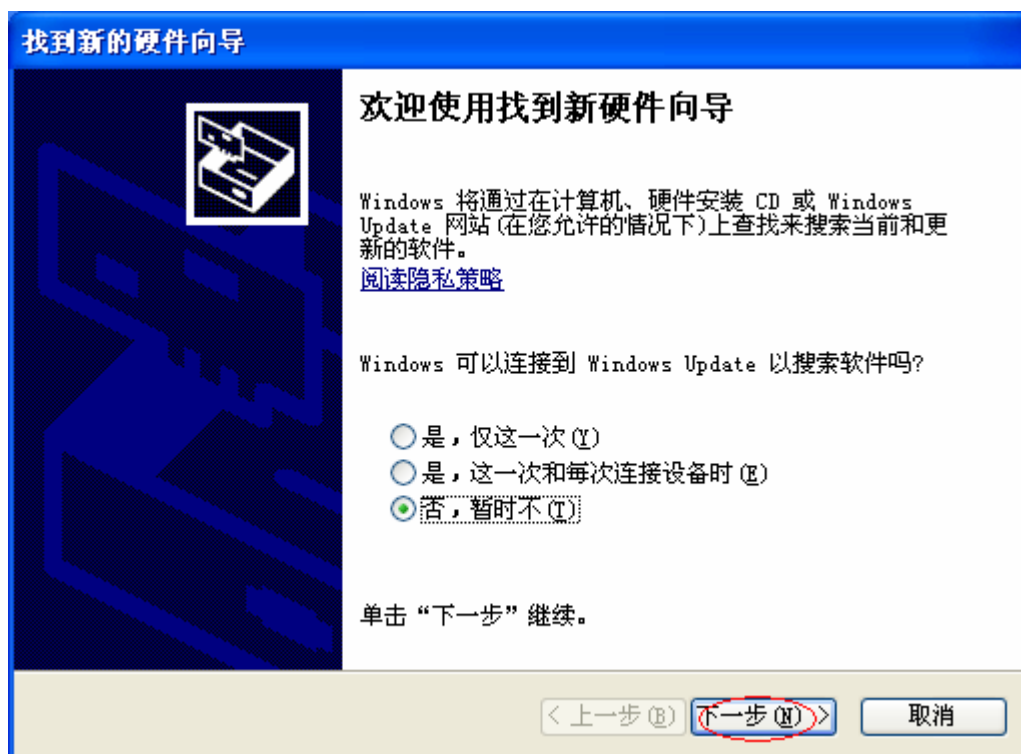 找到新的硬件向导
欢迎使用找到新硬件向导
Windows 将通过在计算机、硬件安装 CD 或 Windows
Update 网站(在您允许的情况下)上查找来搜索当前和更
新的软件。
阅读隐私策略
Windows 可以连接到 Windows Update 以搜索软件吗?
是，仅这一次(Y)
是，这一次和每次连接设备时(E)
否，暂时不(T)
单击“下一步”继续。
< 上一步(B) 下一步(N) > 取消